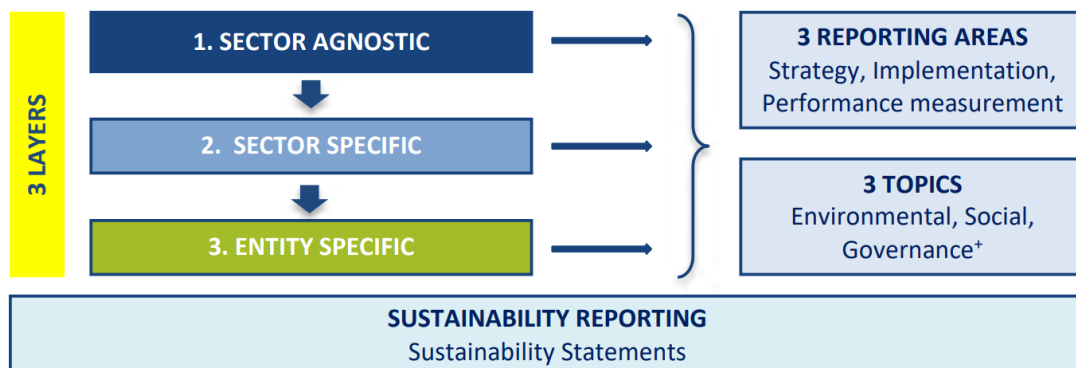 3 LAYERS
1. SECTOR AGNOSTIC
2. SECTOR SPECIFIC
3. ENTITY SPECIFIC
3 REPORTING AREAS
Strategy, Implementation,
Performance measurement
3 TOPICS
Environmental, Social,
Governance⁺
SUSTAINABILITY REPORTING
Sustainability Statements